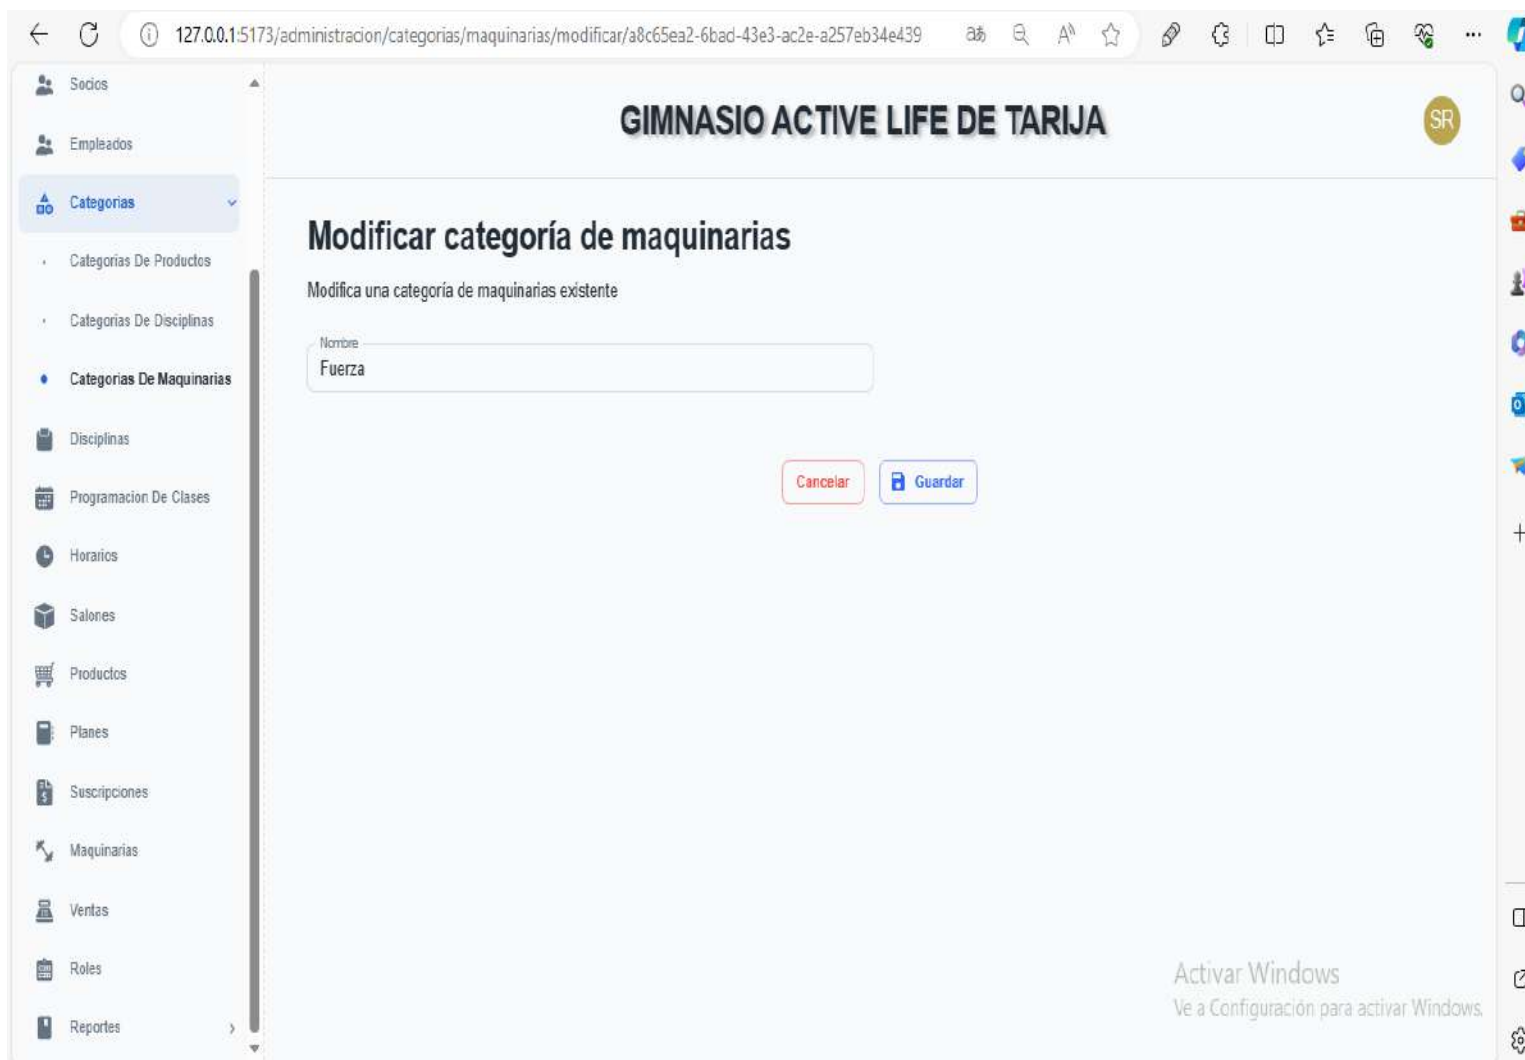 127.0.0.1:5173/administracion/categorias/maquinarias/modificar/a8c65ea2-6bad-43e3-ac2e-a257eb34e439
Socios
Empleados
Categorias
Categorias De Productos
Categorias De Disciplinas
Categorias De Maquinarias
Disciplinas
Programacion De Clases
Horarios
Salones
Productos
Planes
Suscripciones
Maquinarias
Ventas
Roles
Reportes
GIMNASIO ACTIVE LIFE DE TARIJA
SR
Modificar categoría de maquinarias
Modifica una categoría de maquinarias existente
Nombre
Fuerza
Cancelar
Guardar
Activar Windows
Ve a Configuración para activar Windows.